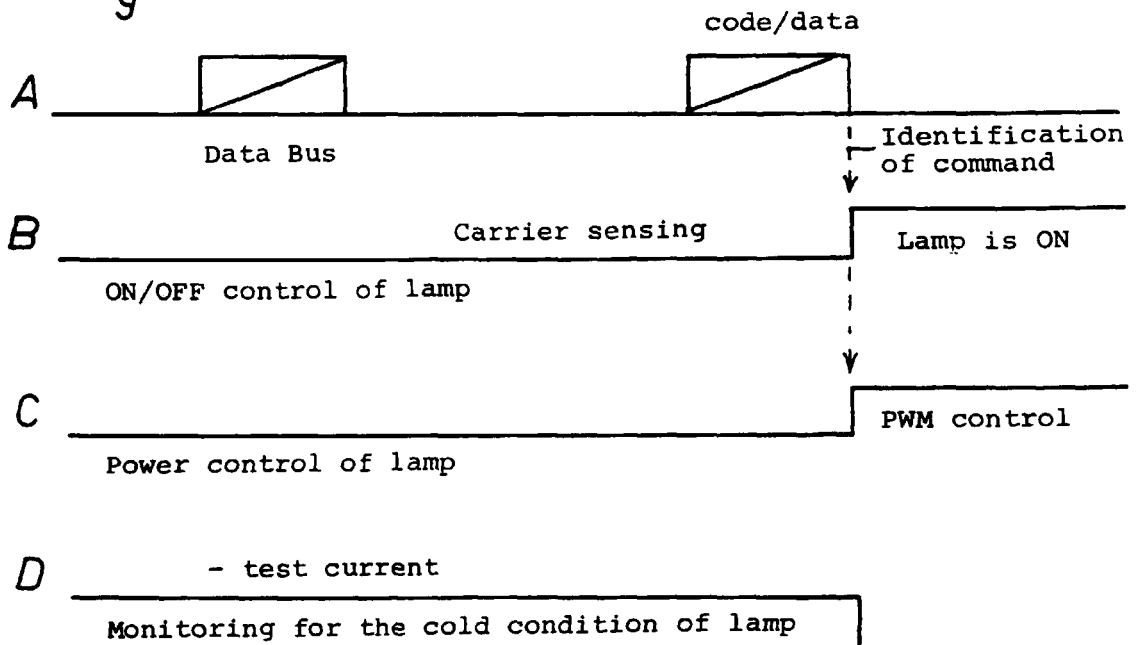 g
code/data
A
Data Bus
Identification
of command
B
Carrier sensing
Lamp is ON
ON/OFF control of lamp
C
PWM control
Power control of lamp
D
- test current
Monitoring for the cold condition of lamp